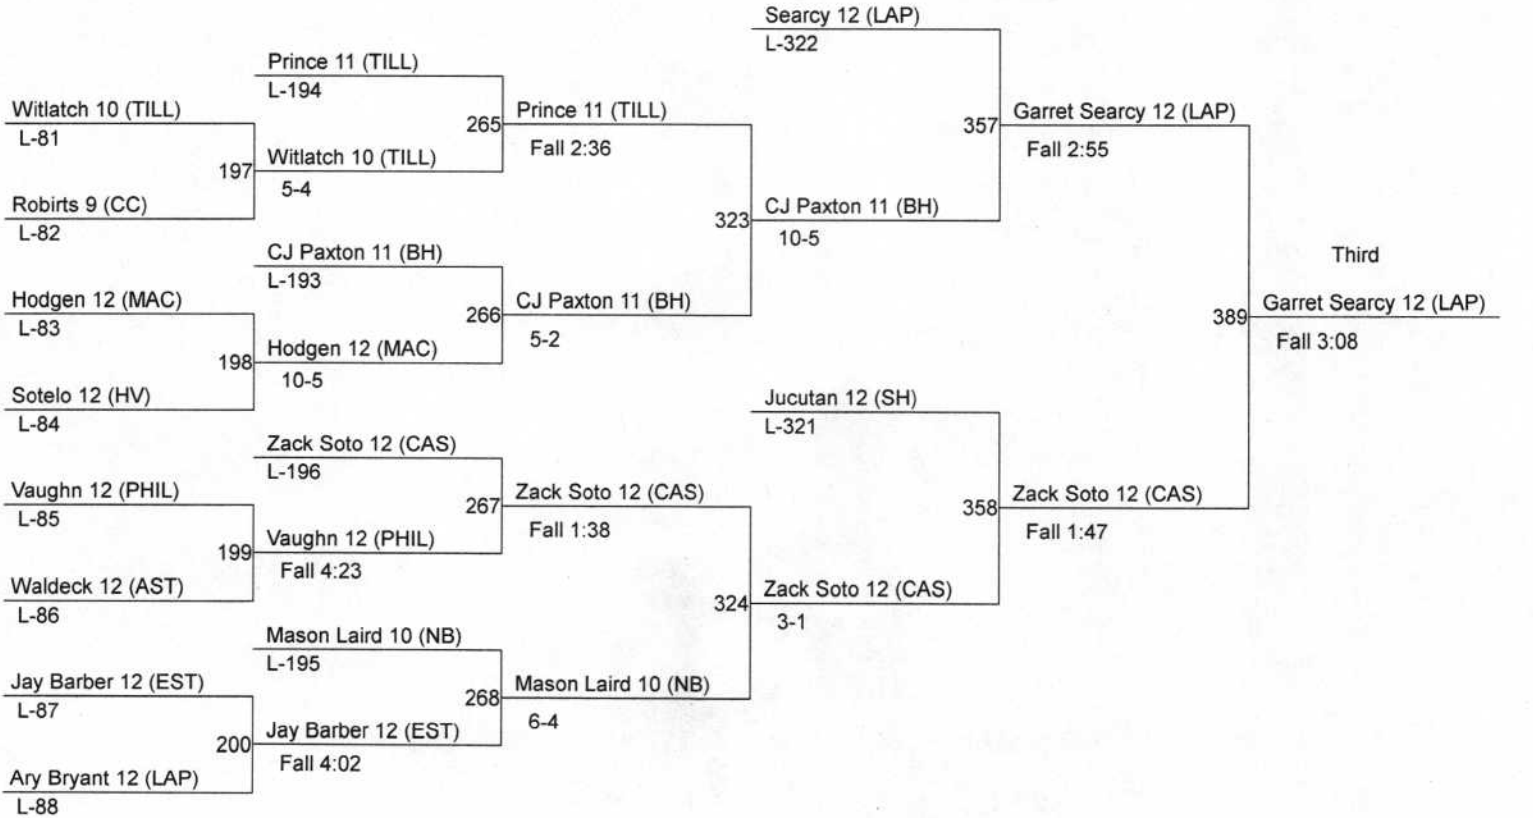 Searcy 12 (LAP)
L-322
Prince 11 (TILL)
L-194
Witlatch 10 (TILL)
L-81
265
Prince 11 (TILL)
Fall 2:36
357
Garret Searcy 12 (LAP)
Fall 2:55
197
Witlatch 10 (TILL)
5-4
Robirts 9 (CC)
L-82
323
CJ Paxton 11 (BH)
10-5
CJ Paxton 11 (BH)
L-193
Third
Hodgen 12 (MAC)
L-83
266
CJ Paxton 11 (BH)
5-2
389
Garret Searcy 12 (LAP)
Fall 3:08
198
Hodgen 12 (MAC)
10-5
Sotelo 12 (HV)
L-84
Jucutan 12 (SH)
L-321
Zack Soto 12 (CAS)
L-196
Vaughn 12 (PHIL)
L-85
267
Zack Soto 12 (CAS)
Fall 1:38
358
Zack Soto 12 (CAS)
Fall 1:47
199
Vaughn 12 (PHIL)
Fall 4:23
Waldeck 12 (AST)
L-86
324
Zack Soto 12 (CAS)
3-1
Mason Laird 10 (NB)
L-195
Jay Barber 12 (EST)
L-87
268
Mason Laird 10 (NB)
6-4
200
Jay Barber 12 (EST)
Fall 4:02
Ary Bryant 12 (LAP)
L-88